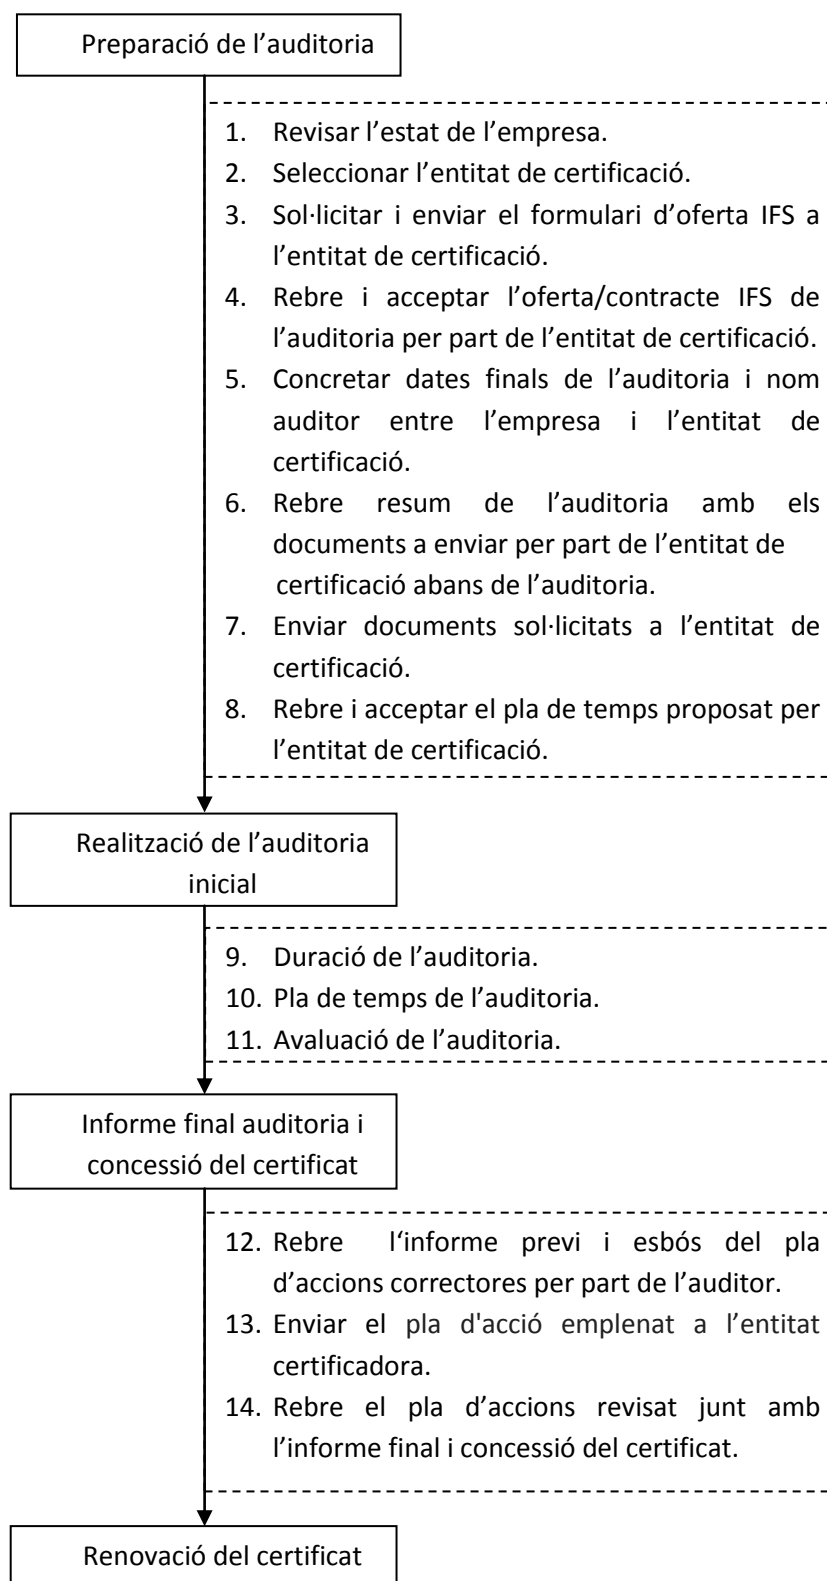 Preparació de l’auditoria
1. Revisar l’estat de l’empresa.
2. Seleccionar l’entitat de certificació.
3. Sol·licitar i enviar el formulari d’oferta IFS a
l’entitat de certificació.
4. Rebre i acceptar l’oferta/contracte IFS de
l’auditoria per part de l’entitat de certificació.
5. Concretar dates finals de l’auditoria i nom
auditor entre l’empresa i l’entitat de
certificació.
6. Rebre resum de l’auditoria amb els
documents a enviar per part de l’entitat de
certificació abans de l’auditoria.
7. Enviar documents sol·licitats a l’entitat de
certificació.
8. Rebre i acceptar el pla de temps proposat per
l’entitat de certificació.
Realització de l’auditoria
inicial
9. Duració de l’auditoria.
10. Pla de temps de l’auditoria.
11. Avaluació de l’auditoria.
Informe final auditoria i
concessió del certificat
12. Rebre l‘informe previ i esbós del pla
d’accions correctores per part de l’auditor.
13. Enviar el pla d'acció emplenat a l’entitat
certificadora.
14. Rebre el pla d’accions revisat junt amb
l’informe final i concessió del certificat.
Renovació del certificat